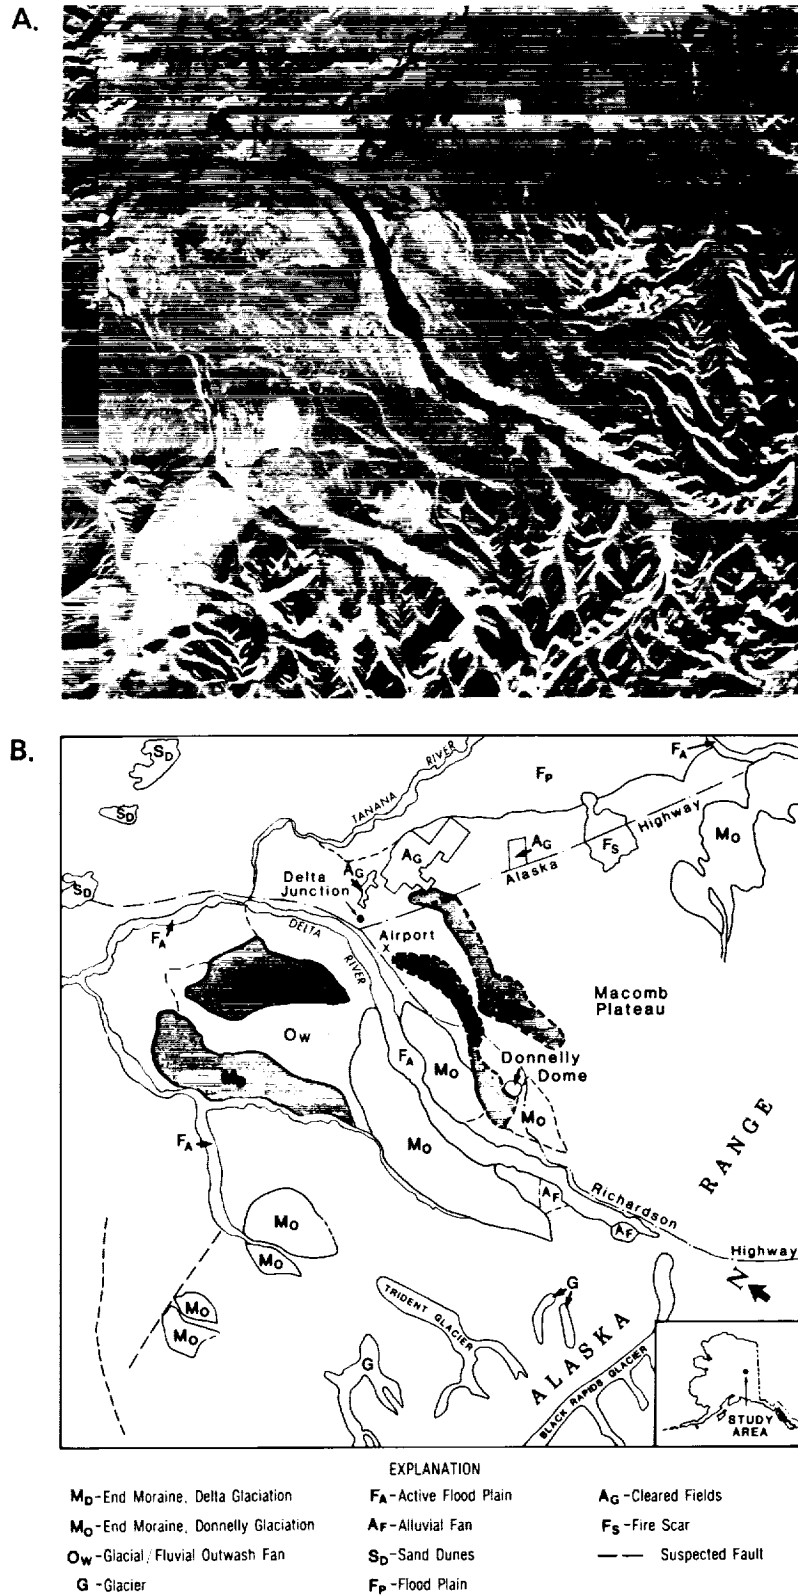 A.
B.
SD
SD
SD
TANANA RIVER
FP
FA
AG
AG
AG
FS
Alaska Highway
MO
Delta
Junction
FA
DELTA RIVER
Airport
x
Macomb
Plateau
OW
FA
MO
Donnelly
Dome
MO
MD
MO
FA
AF
AF
Richardson
Highway
RANGE
MO
MO
MO
MO
N
TRIDENT GLACIER
G
G
ALASKA
BLACK RAPIDS GLACIER
STUDY
AREA
EXPLANATION
MD-End Moraine, Delta Glaciation
MO-End Moraine, Donnelly Glaciation
OW-Glacial/Fluvial Outwash Fan
G-Glacier
FA-Active Flood Plain
AF-Alluvial Fan
SD-Sand Dunes
FP-Flood Plain
AG-Cleared Fields
FS-Fire Scar
Suspected Fault